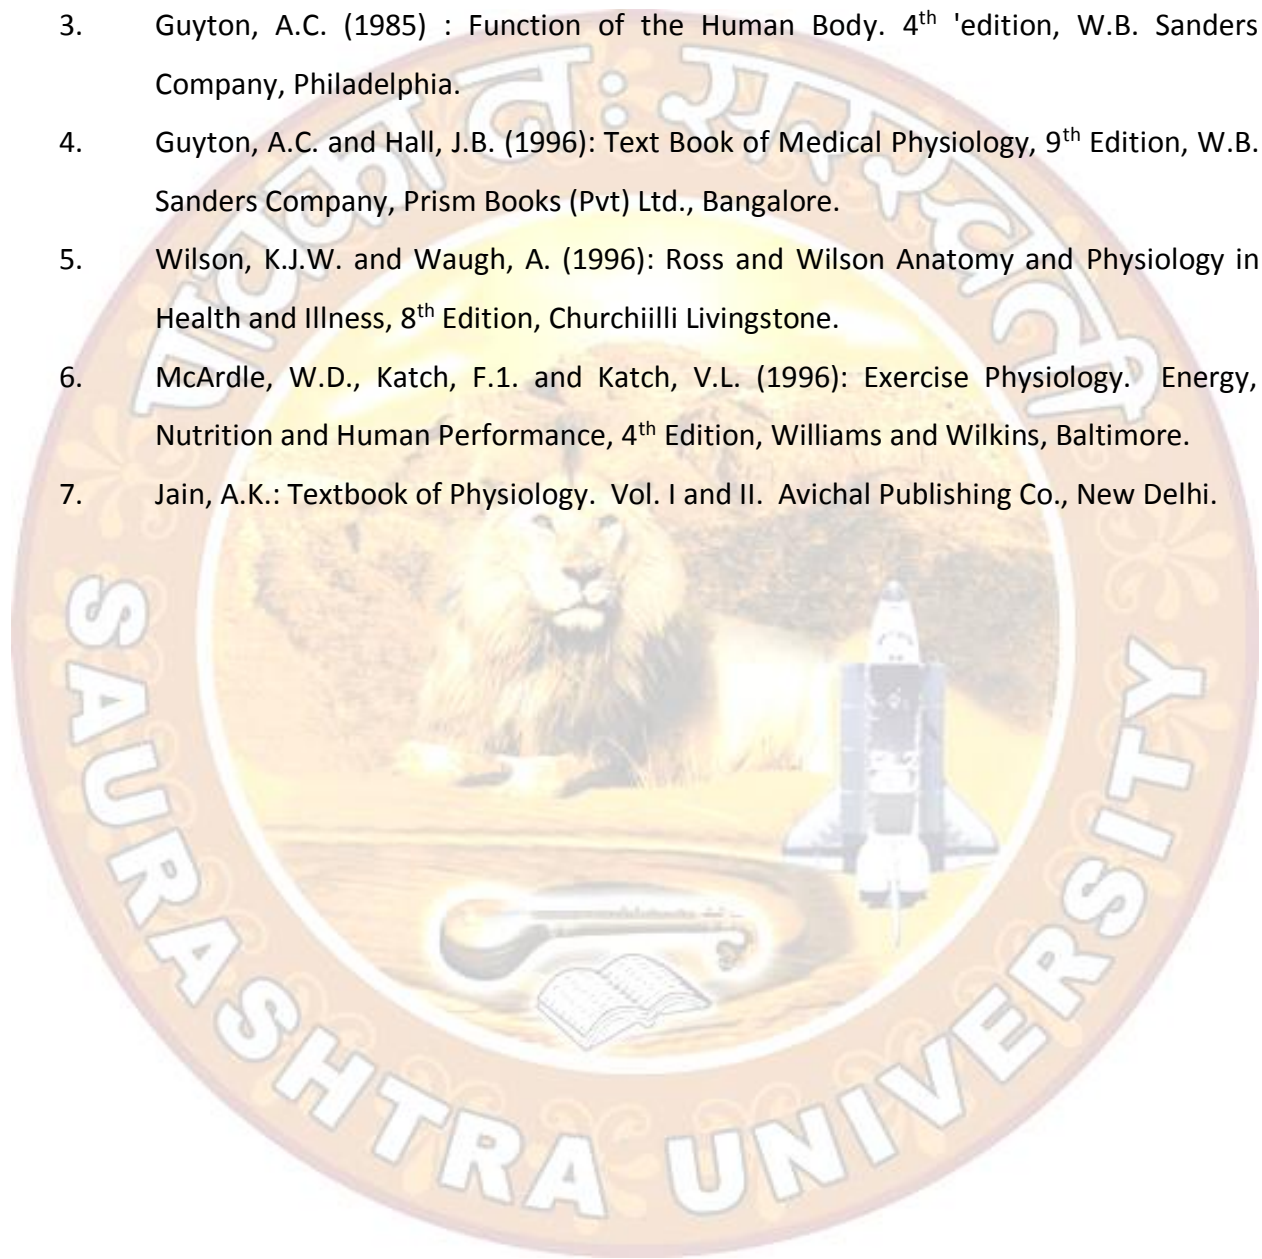 3. Guyton, A.C. (1985) : Function of the Human Body. 4th 'edition, W.B. Sanders
Company, Philadelphia.
4. Guyton, A.C. and Hall, J.B. (1996): Text Book of Medical Physiology, 9th Edition, W.B.
Sanders Company, Prism Books (Pvt) Ltd., Bangalore.
5. Wilson, K.J.W. and Waugh, A. (1996): Ross and Wilson Anatomy and Physiology in
Health and Illness, 8th Edition, Churchiilli Livingstone.
6. McArdle, W.D., Katch, F.1. and Katch, V.L. (1996): Exercise Physiology. Energy,
Nutrition and Human Performance, 4th Edition, Williams and Wilkins, Baltimore.
7. Jain, A.K.: Textbook of Physiology. Vol. I and II. Avichal Publishing Co., New Delhi.
पावका नः सरस्वती
SAURASHTRA UNIVERSITY